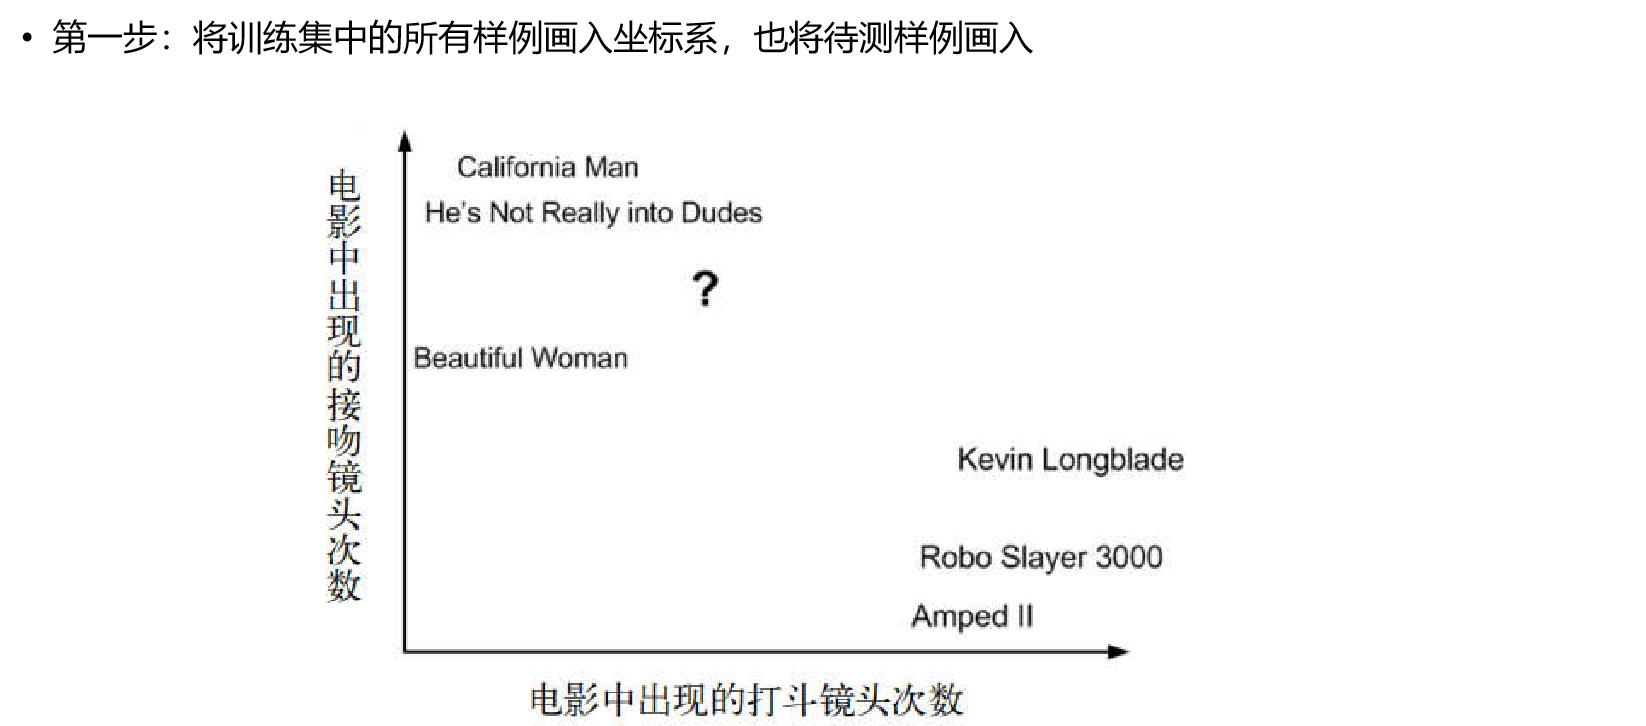 • 第一步：将训练集中的所有样例画入坐标系，也将待测样例画入
电影中出现的接吻镜头次数
California Man
He's Not Really into Dudes
?
Beautiful Woman
Kevin Longblade
Robo Slayer 3000
Amped II
电影中出现的打斗镜头次数